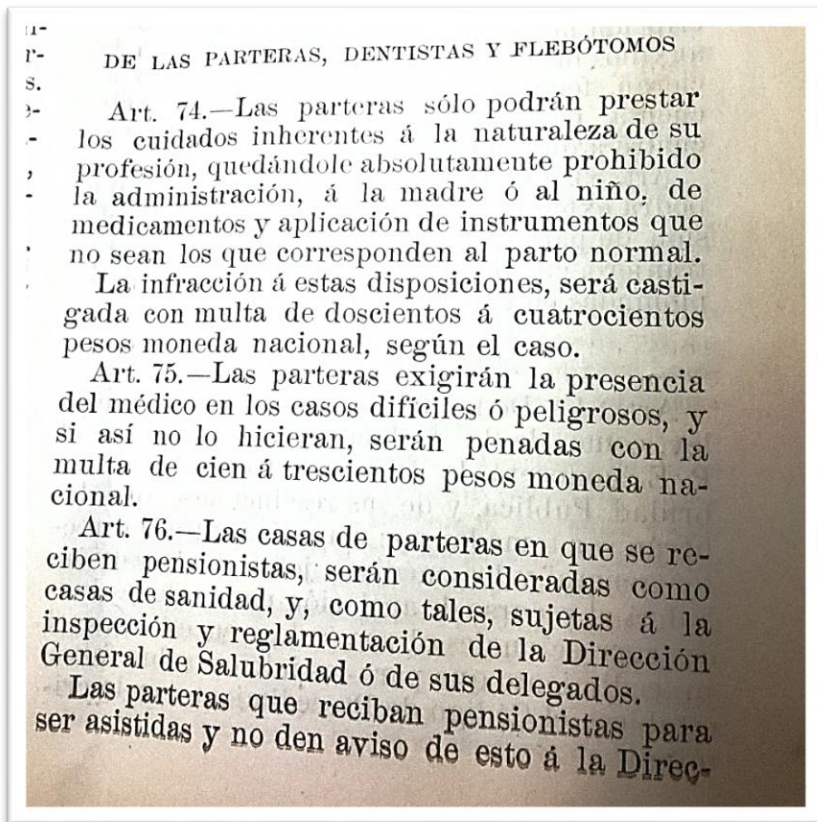 DE LAS PARTERAS, DENTISTAS Y FLEBÓTOMOS
Art. 74.—Las parteras sólo podrán prestar
los cuidados inherentes á la naturaleza de su
profesión, quedándole absolutamente prohibido
la administración, á la madre ó al niño, de
medicamentos y aplicación de instrumentos que
no sean los que corresponden al parto normal.
La infracción á estas disposiciones, será casti-
gada con multa de doscientos á cuatrocientos
pesos moneda nacional, según el caso.
Art. 75.—Las parteras exigirán la presencia
del médico en los casos difíciles ó peligrosos, y
si así no lo hicieran, serán penadas con la
multa de cien á trescientos pesos moneda na-
cional.
Art. 76.—Las casas de parteras en que se re-
ciben pensionistas, serán consideradas como
casas de sanidad, y, como tales, sujetas á la
inspección y reglamentación de la Dirección
General de Salubridad ó de sus delegados.
Las parteras que reciban pensionistas para
ser asistidas y no den aviso de esto á la Direc-